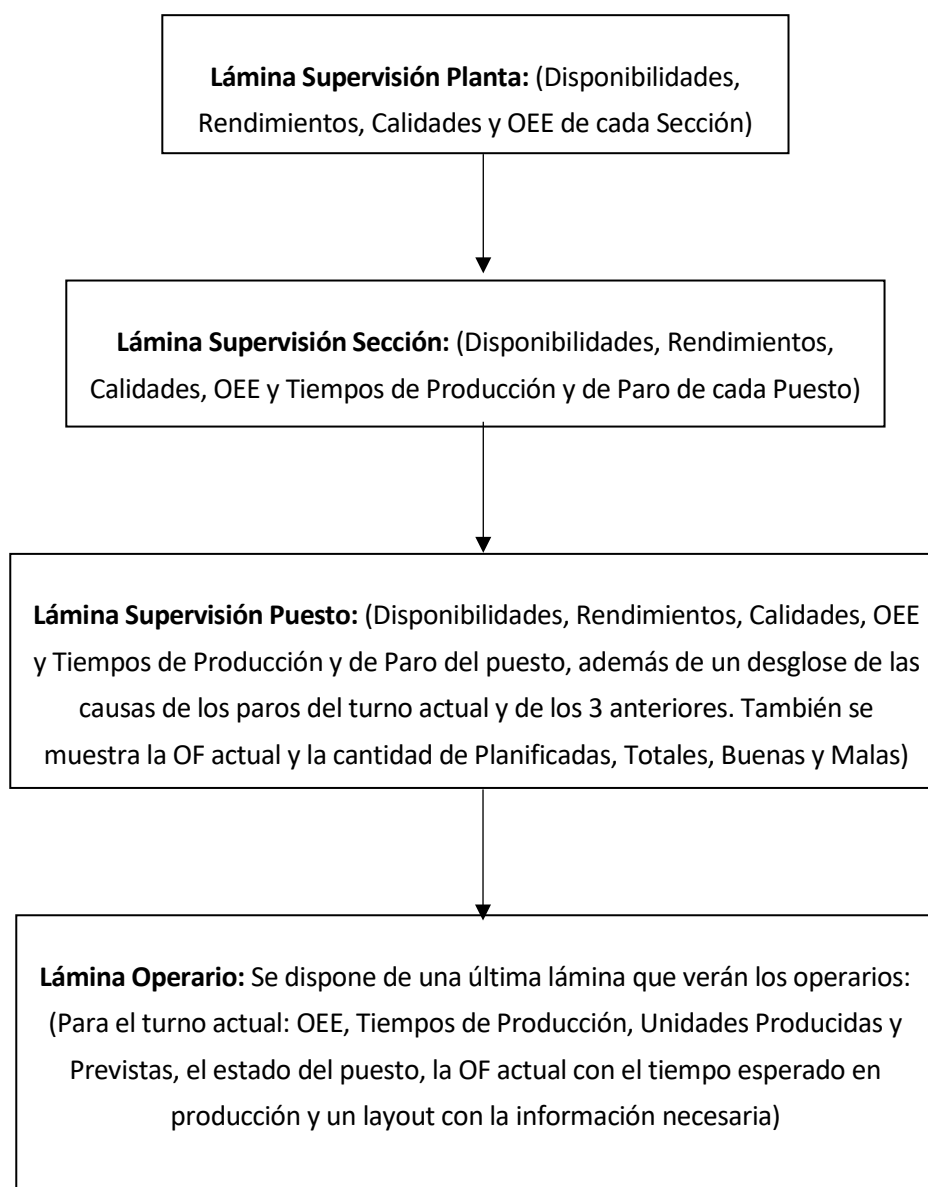 Lámina Supervisión Planta: (Disponibilidades,
Rendimientos, Calidades y OEE de cada Sección)
Lámina Supervisión Sección: (Disponibilidades, Rendimientos,
Calidades, OEE y Tiempos de Producción y de Paro de cada Puesto)
Lámina Supervisión Puesto: (Disponibilidades, Rendimientos, Calidades, OEE
y Tiempos de Producción y de Paro del puesto, además de un desglose de las
causas de los paros del turno actual y de los 3 anteriores. También se
muestra la OF actual y la cantidad de Planificadas, Totales, Buenas y Malas)
Lámina Operario: Se dispone de una última lámina que verán los operarios:
(Para el turno actual: OEE, Tiempos de Producción, Unidades Producidas y
Previstas, el estado del puesto, la OF actual con el tiempo esperado en
producción y un layout con la información necesaria)